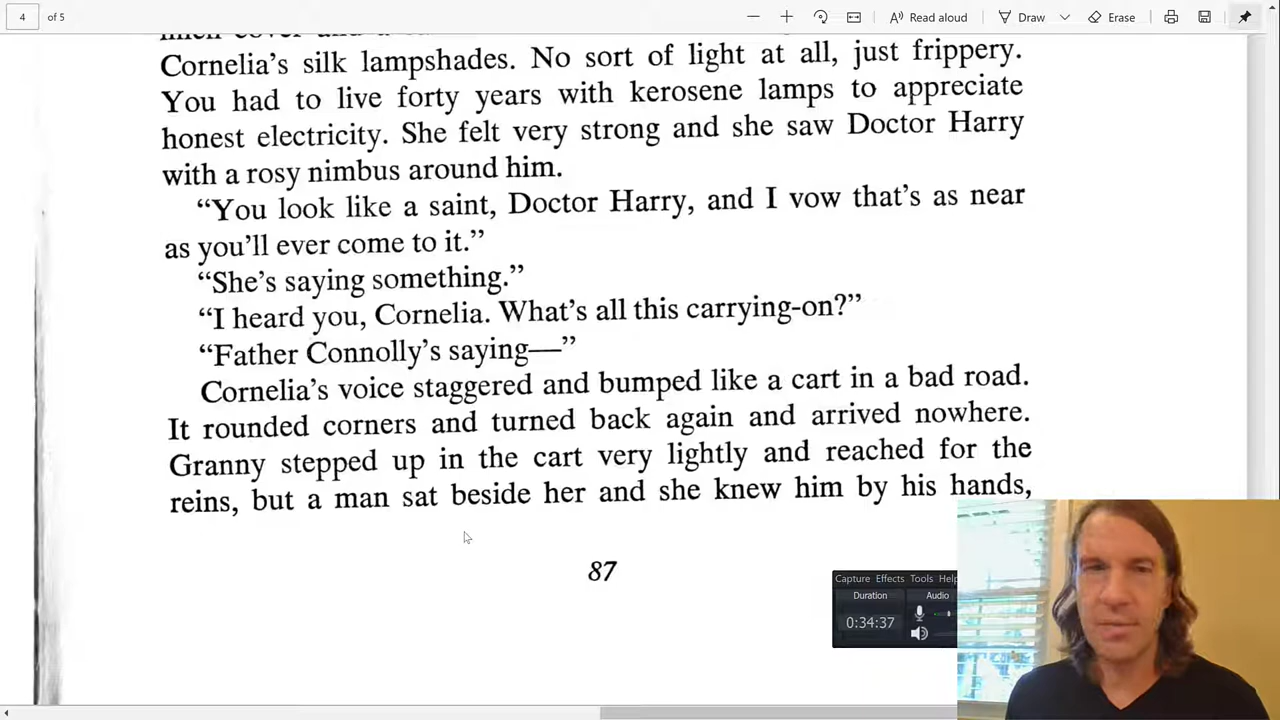 4 of 5
Read aloud
Draw
Erase
Cornelia's silk lampshades. No sort of light at all, just frippery.
You had to live forty years with kerosene lamps to appreciate
honest electricity. She felt very strong and she saw Doctor Harry
with a rosy nimbus around him.
“You look like a saint, Doctor Harry, and I vow that's as near
as you'll ever come to it.”
“She's saying something.”
“I heard you, Cornelia. What's all this carrying-on?”
“Father Connolly's saying—”
Cornelia's voice staggered and bumped like a cart in a bad road.
It rounded corners and turned back again and arrived nowhere.
Granny stepped up in the cart very lightly and reached for the
reins, but a man sat beside her and she knew him by his hands,
87
Capture Effects Tools Help
Duration Audio
0:34:37